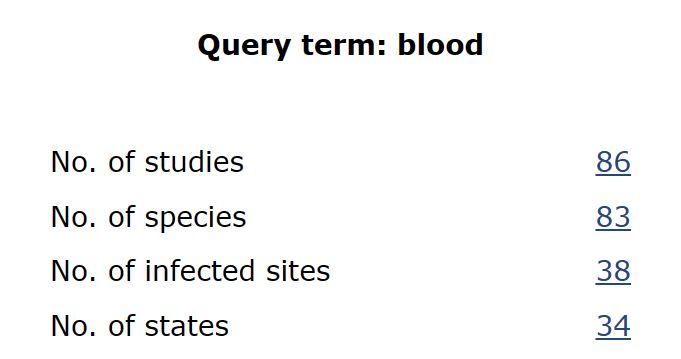 Query term: blood
No. of studies 86
No. of species 83
No. of infected sites 38
No. of states 34